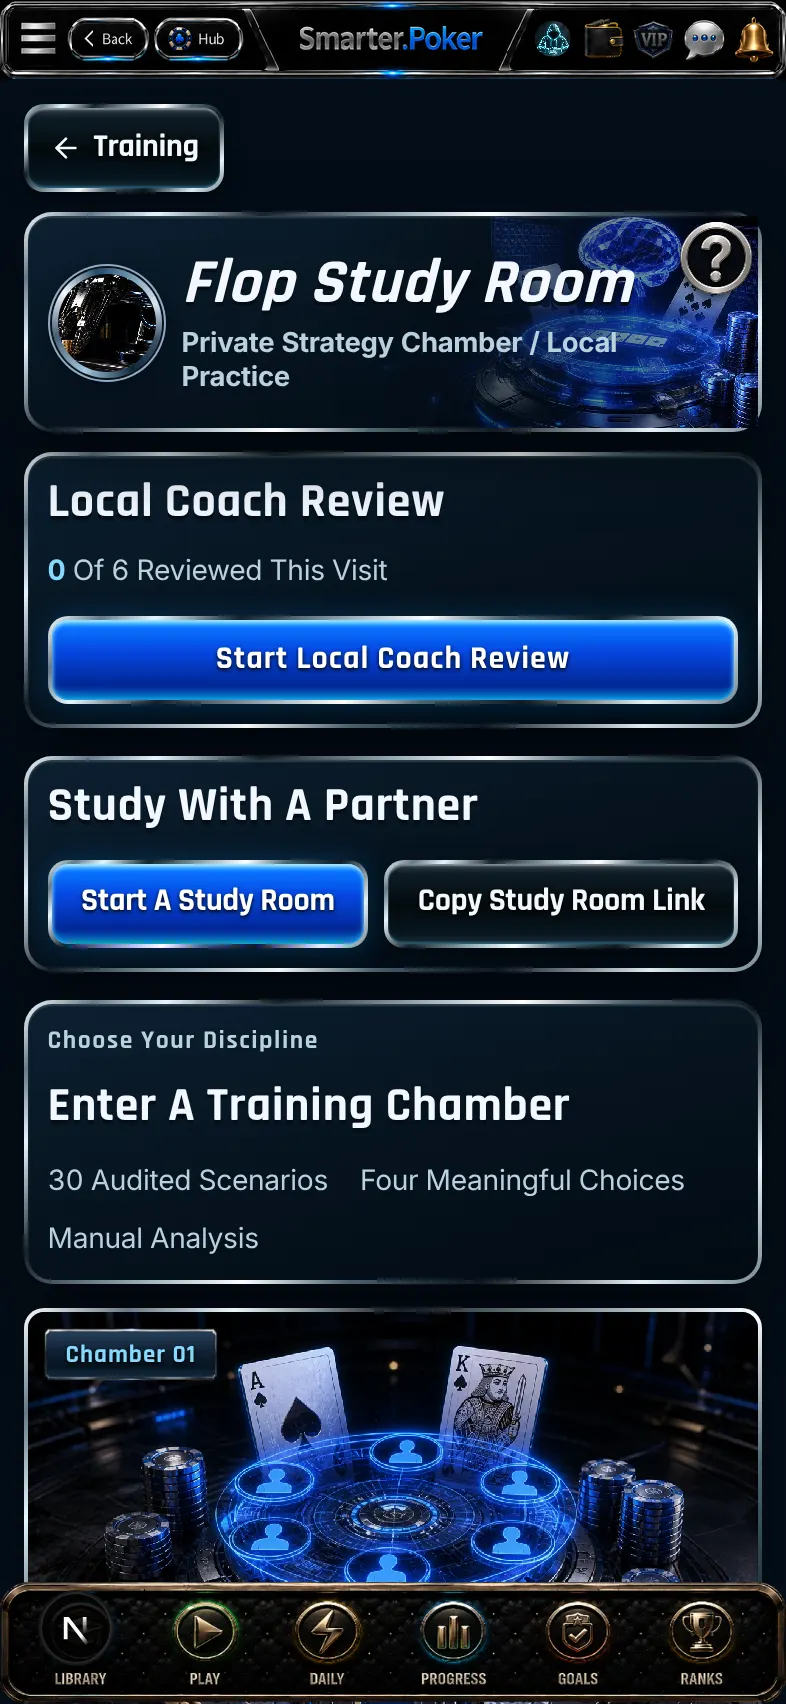 Back
Hub
Smarter.Poker
VIP
Training
Flop Study Room
?
Private Strategy Chamber / Local
Practice
Local Coach Review
0 Of 6 Reviewed This Visit
Start Local Coach Review
Study With A Partner
Start A Study Room
Copy Study Room Link
Choose Your Discipline
Enter A Training Chamber
30 Audited Scenarios Four Meaningful Choices
Manual Analysis
Chamber 01
A
K
N
LIBRARY
PLAY
DAILY
PROGRESS
GOALS
RANKS